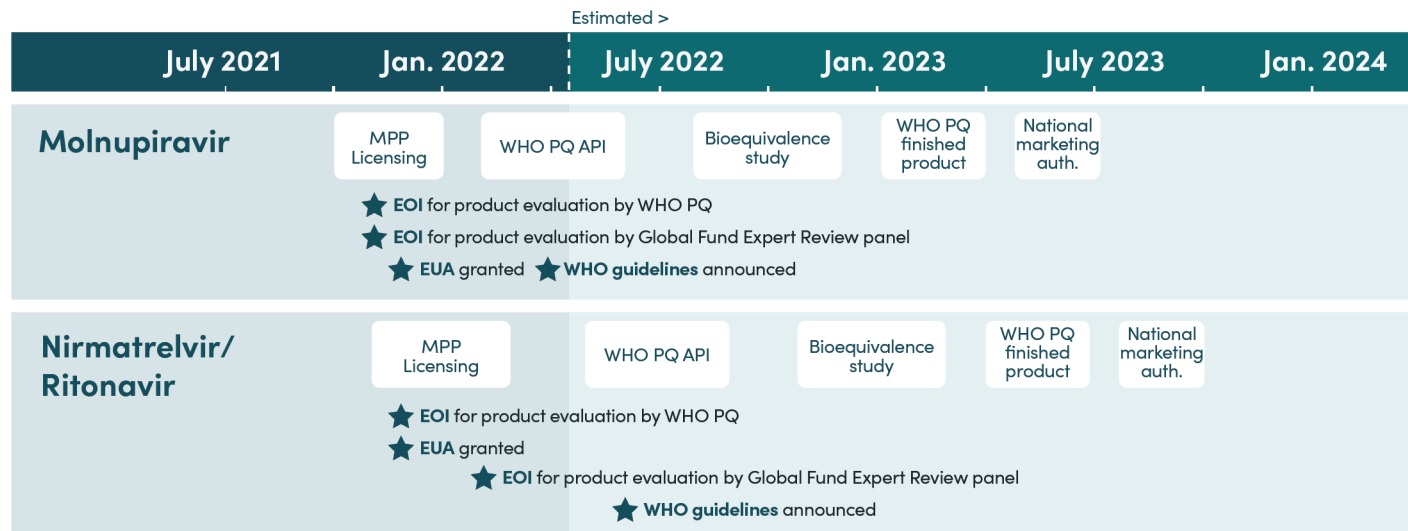 Estimated >
July 2021
Jan. 2022
July 2022
Jan. 2023
July 2023
Jan. 2024
Molnupiravir
MPP
Licensing
WHO PQ API
Bioequivalence
study
WHO PQ
finished
product
National
marketing
auth.
EOI for product evaluation by WHO PQ
EOI for product evaluation by Global Fund Expert Review panel
EUA granted
WHO guidelines announced
Nirmatrelvir/
Ritonavir
MPP
Licensing
WHO PQ API
Bioequivalence
study
WHO PQ
finished
product
National
marketing
auth.
EOI for product evaluation by WHO PQ
EUA granted
EOI for product evaluation by Global Fund Expert Review panel
WHO guidelines announced